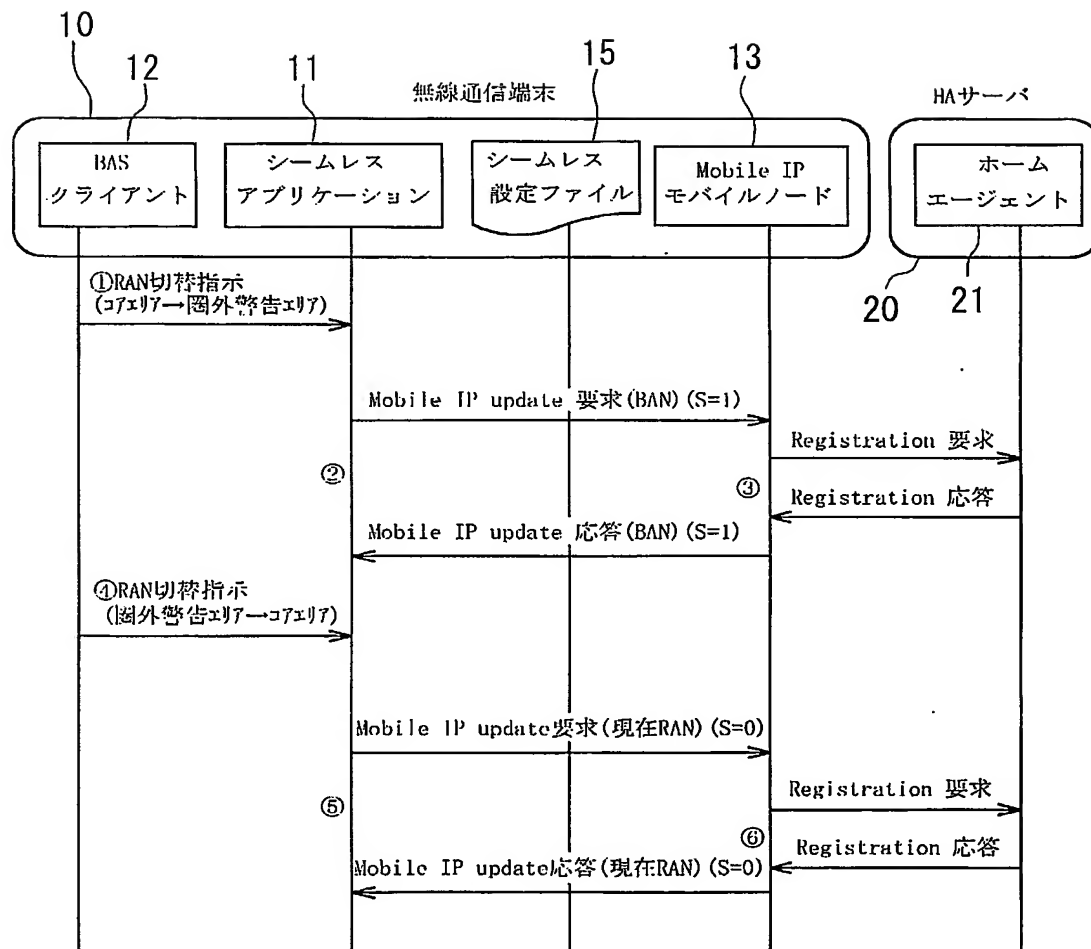 10
12
11
15
13
無線通信端末
HAサーバ
BAS
クライアント
シームレス
アプリケーション
シームレス
設定ファイル
Mobile IP
モバイルノード
ホーム
エージェント
20
21
①RAN切替指示
(コアエリア→圏外警告エリア)
Mobile IP update 要求(BAN)(S=1)
Registration 要求
②
③
Registration 応答
Mobile IP update 応答(BAN)(S=1)
④RAN切替指示
(圏外警告エリア→コアエリア)
Mobile IP update要求(現在RAN)(S=0)
Registration 要求
⑤
⑥
Registration 応答
Mobile IP update応答(現在RAN)(S=0)